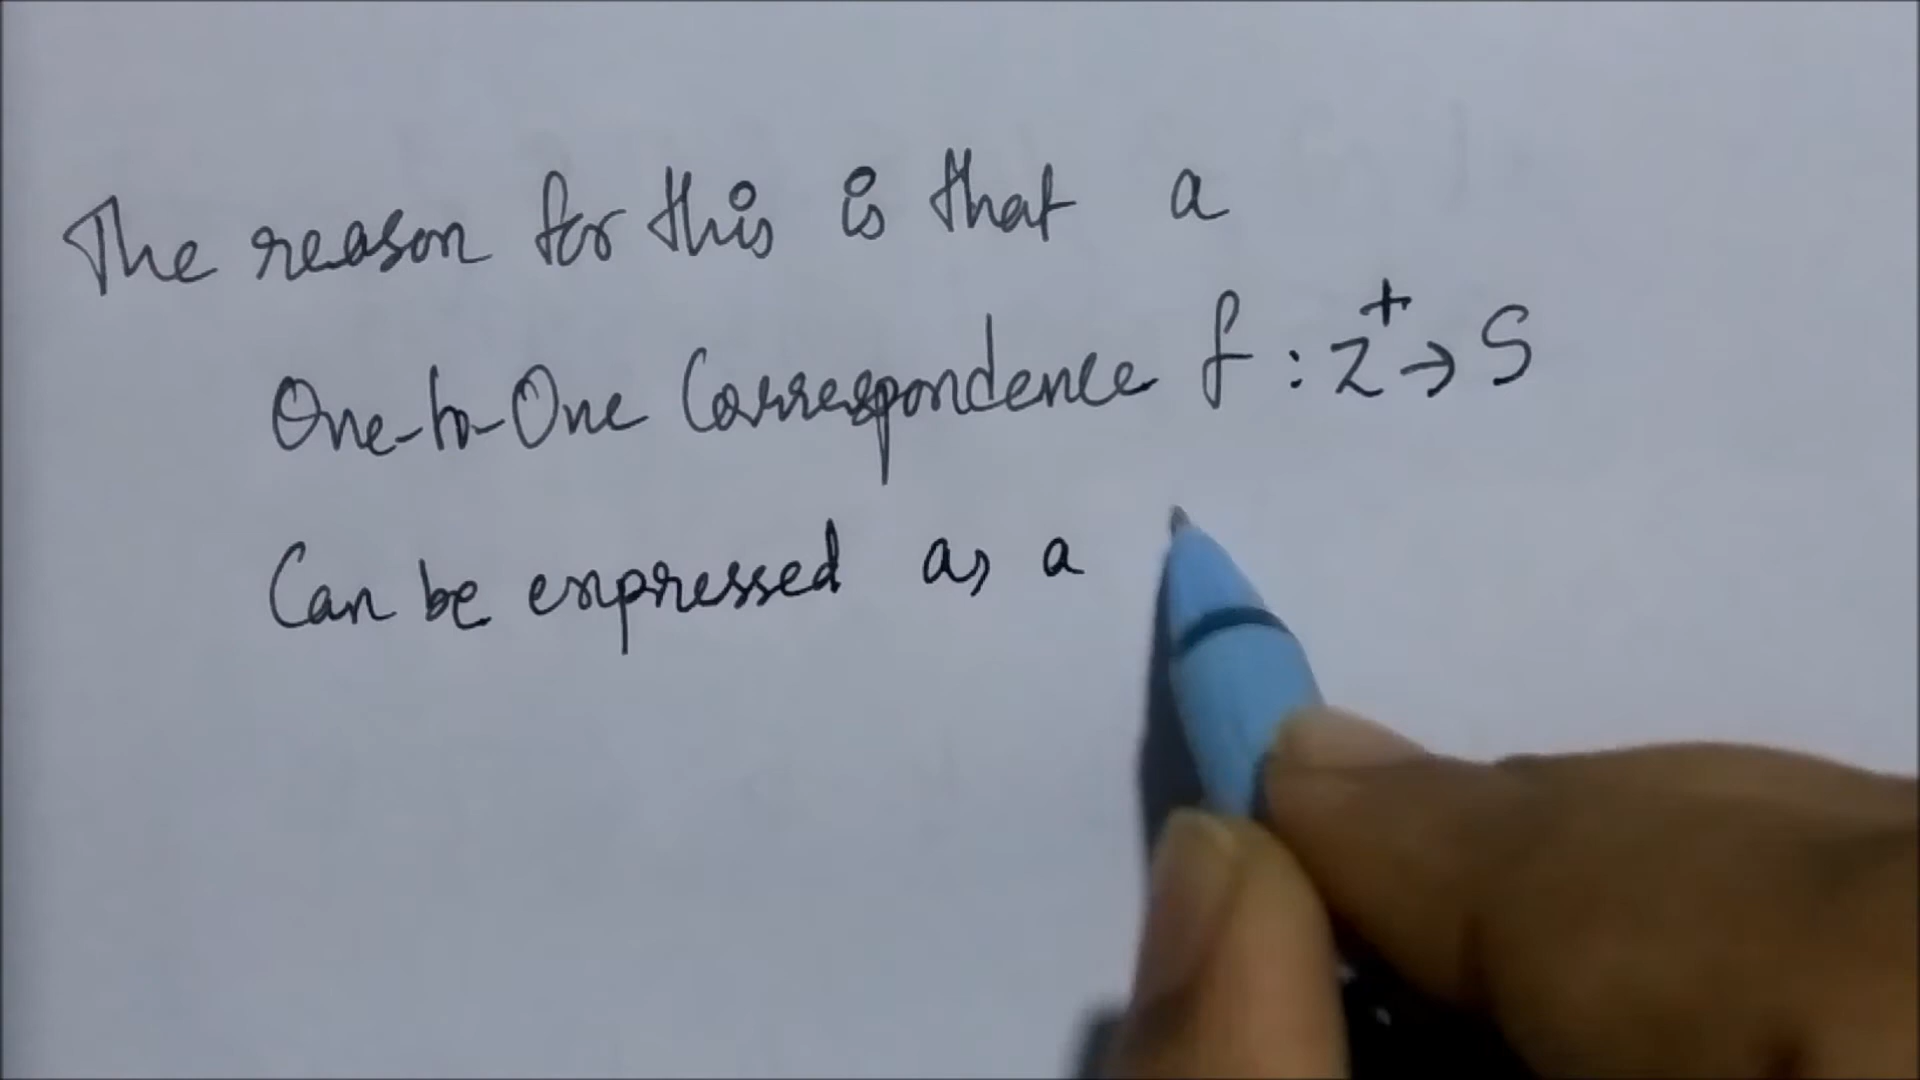 The reason for this is that a
One-to-One Correspondence f : Z⁺ → S
Can be expressed as a